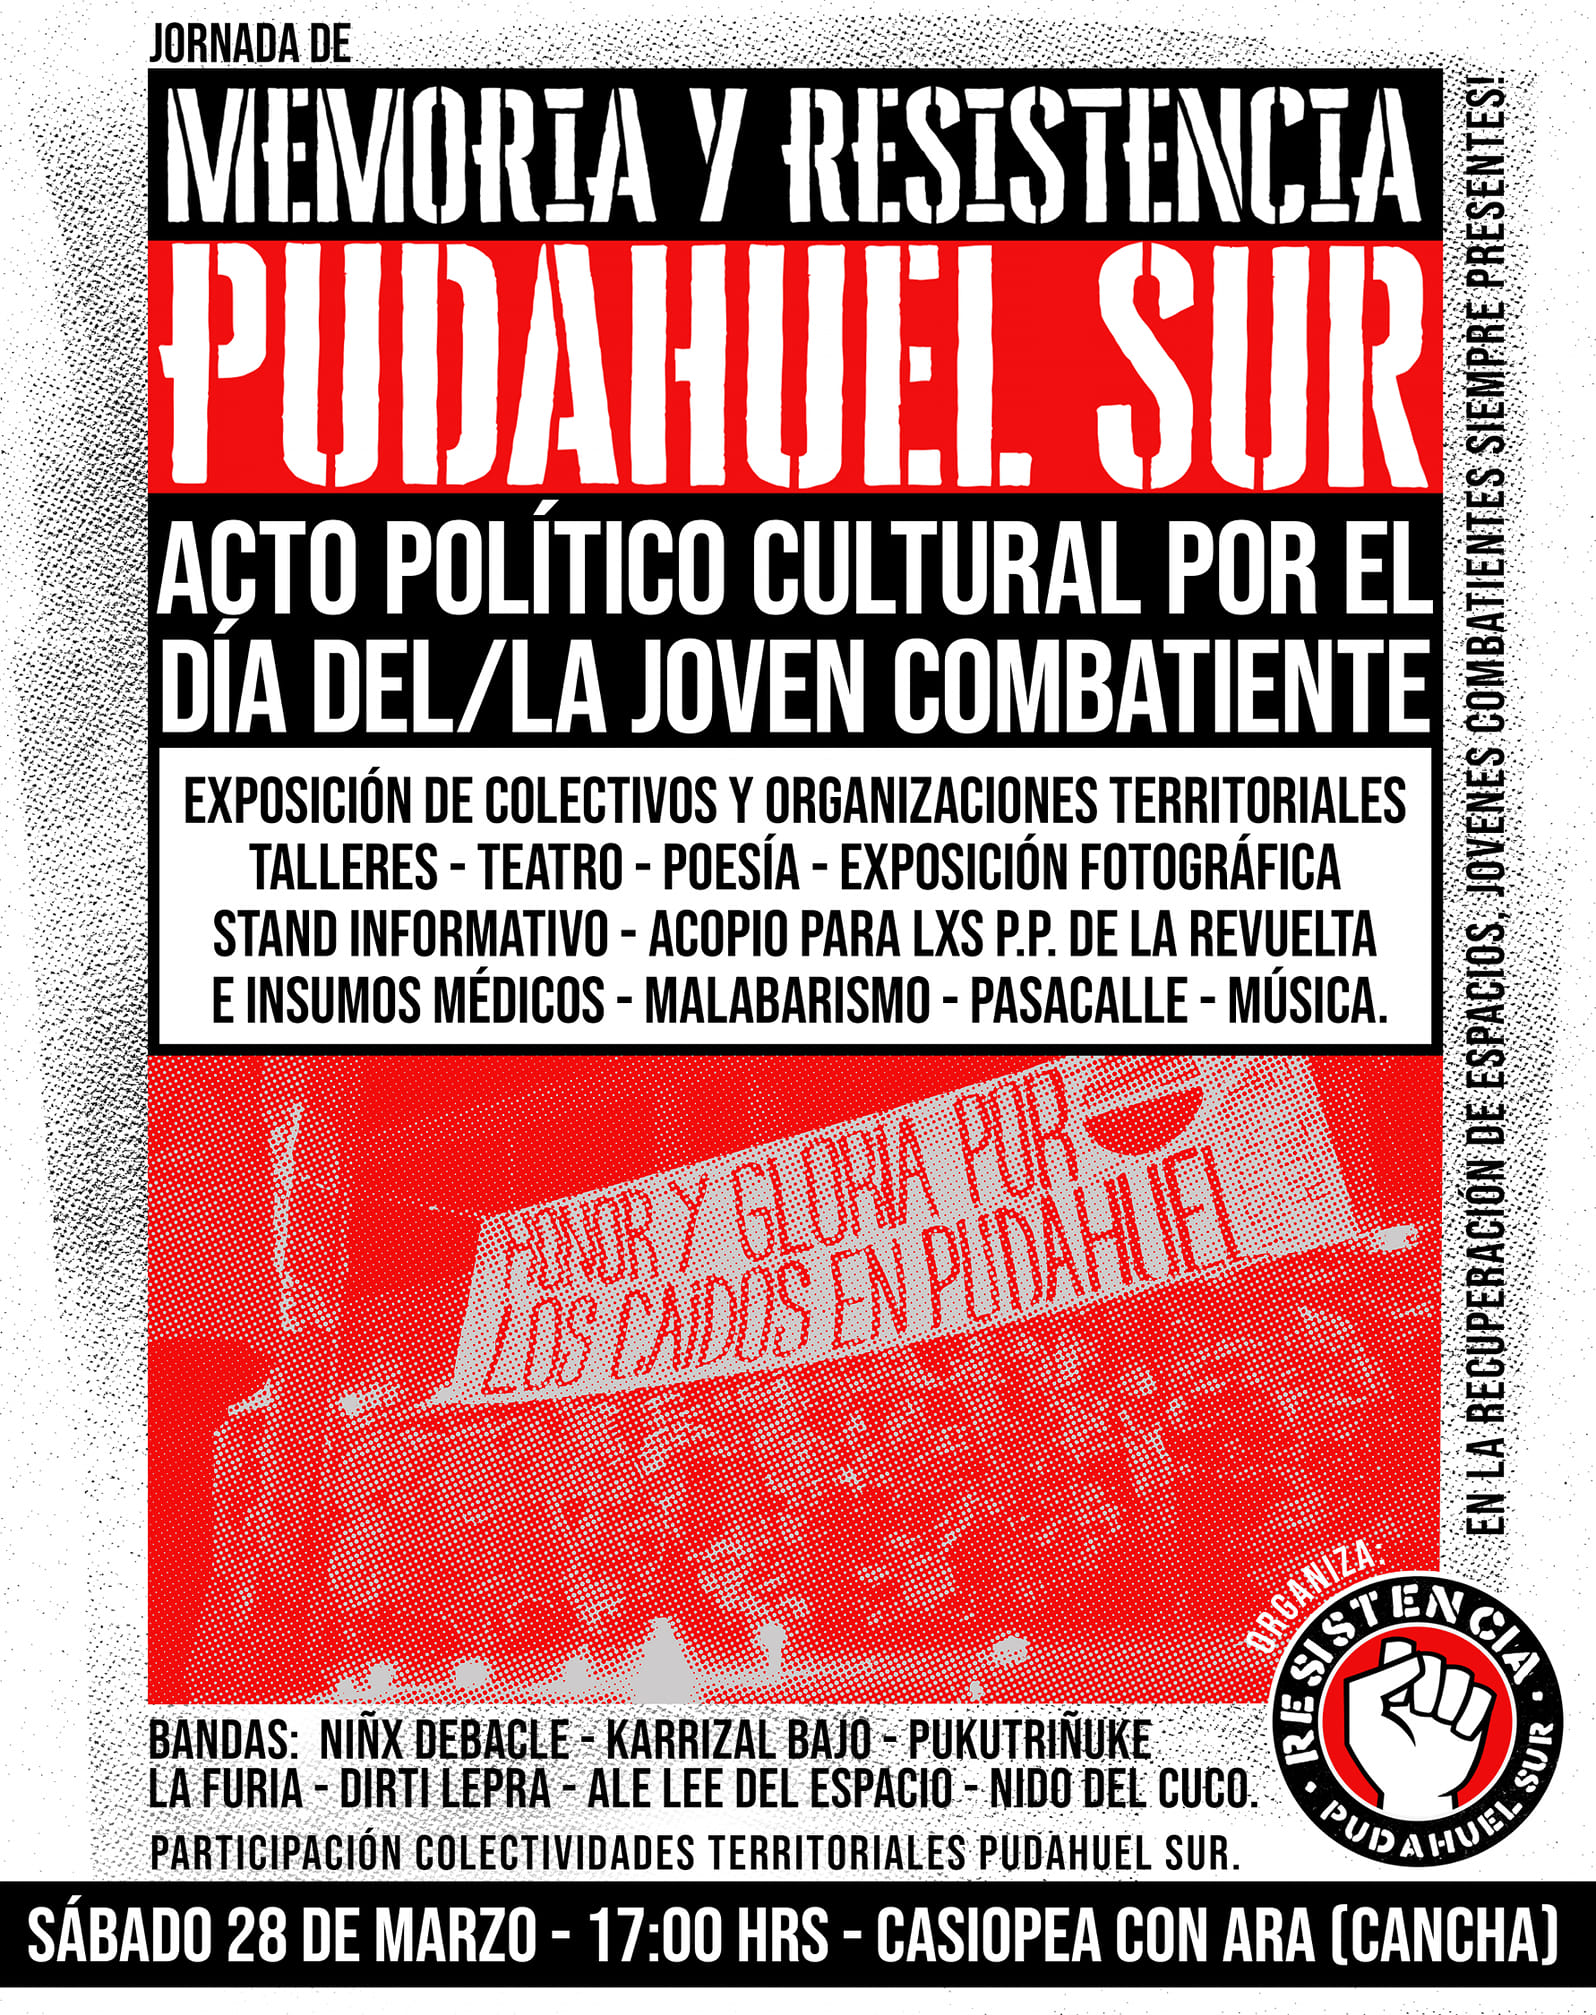 JORNADA DE
MEMORIA Y RESISTENCIA
PUDAHUEL SUR
ACTO POLÍTICO CULTURAL POR EL
DÍA DEL/LA JOVEN COMBATIENTE
EXPOSICIÓN DE COLECTIVOS Y ORGANIZACIONES TERRITORIALES
TALLERES - TEATRO - POESÍA - EXPOSICIÓN FOTOGRÁFICA
STAND INFORMATIVO - ACOPIO PARA LXS P.P. DE LA REVUELTA
E INSUMOS MÉDICOS - MALABARISMO - PASACALLE - MÚSICA.
EN LA RECUPERACIÓN DE ESPACIOS, JOVENES COMBATIENTES SIEMPRE PRESENTES!
HONOR Y GLORIA POR
LOS CAIDOS EN PUDAHUEL
ORGANIZA:
RESISTENCIA
PUDAHUEL SUR
BANDAS: NIÑX DEBACLE - KARRIZAL BAJO - PUKUTRIÑUKE
LA FURIA - DIRTI LEPRA - ALE LEE DEL ESPACIO - NIDO DEL CUCO.
PARTICIPACIÓN COLECTIVIDADES TERRITORIALES PUDAHUEL SUR.
SÁBADO 28 DE MARZO - 17:00 HRS - CASIOPEA CON ARA (CANCHA)